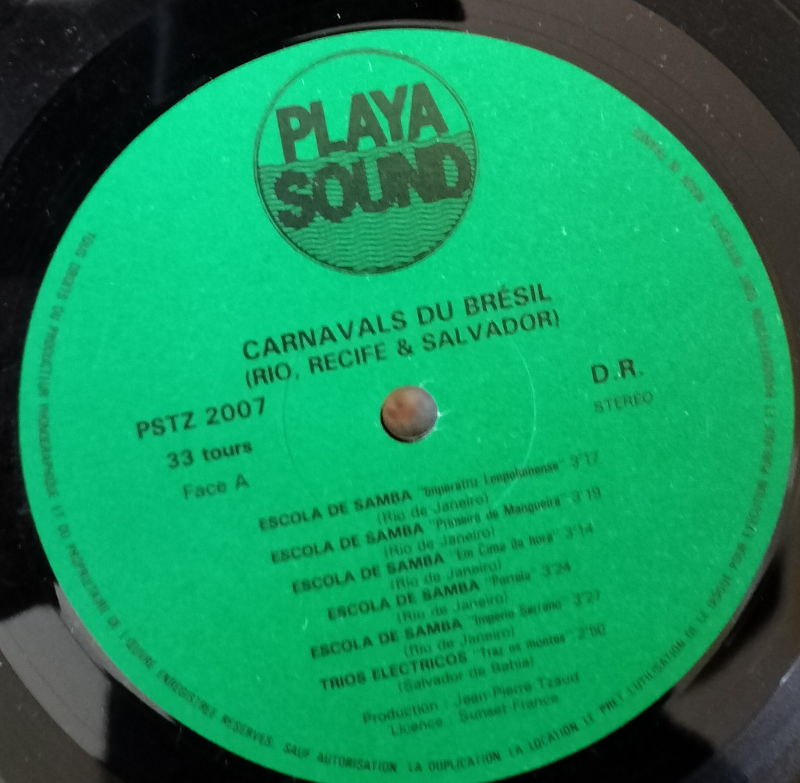 PLAYA
SOUND
CARNAVALS DU BRÉSIL
(RIO, RECIFE & SALVADOR)
PSTZ 2007
33 tours
Face A
D.R.
STEREO
ESCOLA DE SAMBA "Imperatriz Leopoldinense" 3'17
(Rio de Janeiro)
ESCOLA DE SAMBA "Primeira de Mangueira" 3'19
(Rio de Janeiro)
ESCOLA DE SAMBA "Em Cima da hora" 3'14
(Rio de Janeiro)
ESCOLA DE SAMBA "Portela" 3'24
(Rio de Janeiro)
ESCOLA DE SAMBA "Imperio Serrano" 3'27
(Rio de Janeiro)
TRIOS ELECTRICOS "Traz os montes" 2'50
(Salvador de Bahia)
Production : Jean-Pierre Tzaud
Licence : Sunset-France
TOUS DROITS DU PRODUCTEUR PHONOGRAPHIQUE ET DU PROPRIETAIRE DE L'ŒUVRE ENREGISTREE RESERVES. SAUF AUTORISATION LA DUPLICATION, LA LOCATION, LE PRET, L'UTILISATION DE LE DISQUE POUR EXECUTION PUBLIQUE ET RADIODIFFUSION SONT INTERDITS. MADE IN FRANCE